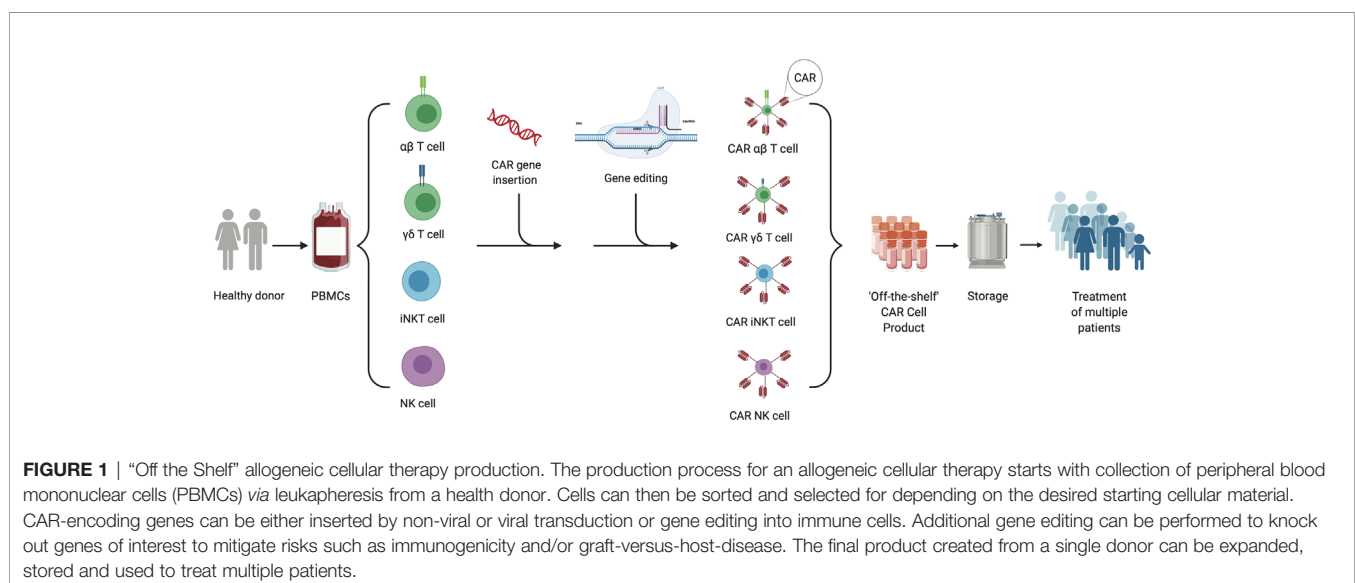 CAR
αβ T cell
CAR gene
insertion
Gene editing
CAR αβ T cell
γδ T cell
CAR γδ T cell
Healthy donor
PBMCs
iNKT cell
CAR iNKT cell
'Off-the-shelf'
CAR Cell
Product
Storage
Treatment
of multiple
patients
NK cell
CAR NK cell
FIGURE 1 | “Off the Shelf” allogeneic cellular therapy production. The production process for an allogeneic cellular therapy starts with collection of peripheral blood
mononuclear cells (PBMCs) via leukapheresis from a health donor. Cells can then be sorted and selected for depending on the desired starting cellular material.
CAR-encoding genes can be either inserted by non-viral or viral transduction or gene editing into immune cells. Additional gene editing can be performed to knock
out genes of interest to mitigate risks such as immunogenicity and/or graft-versus-host-disease. The final product created from a single donor can be expanded,
stored and used to treat multiple patients.